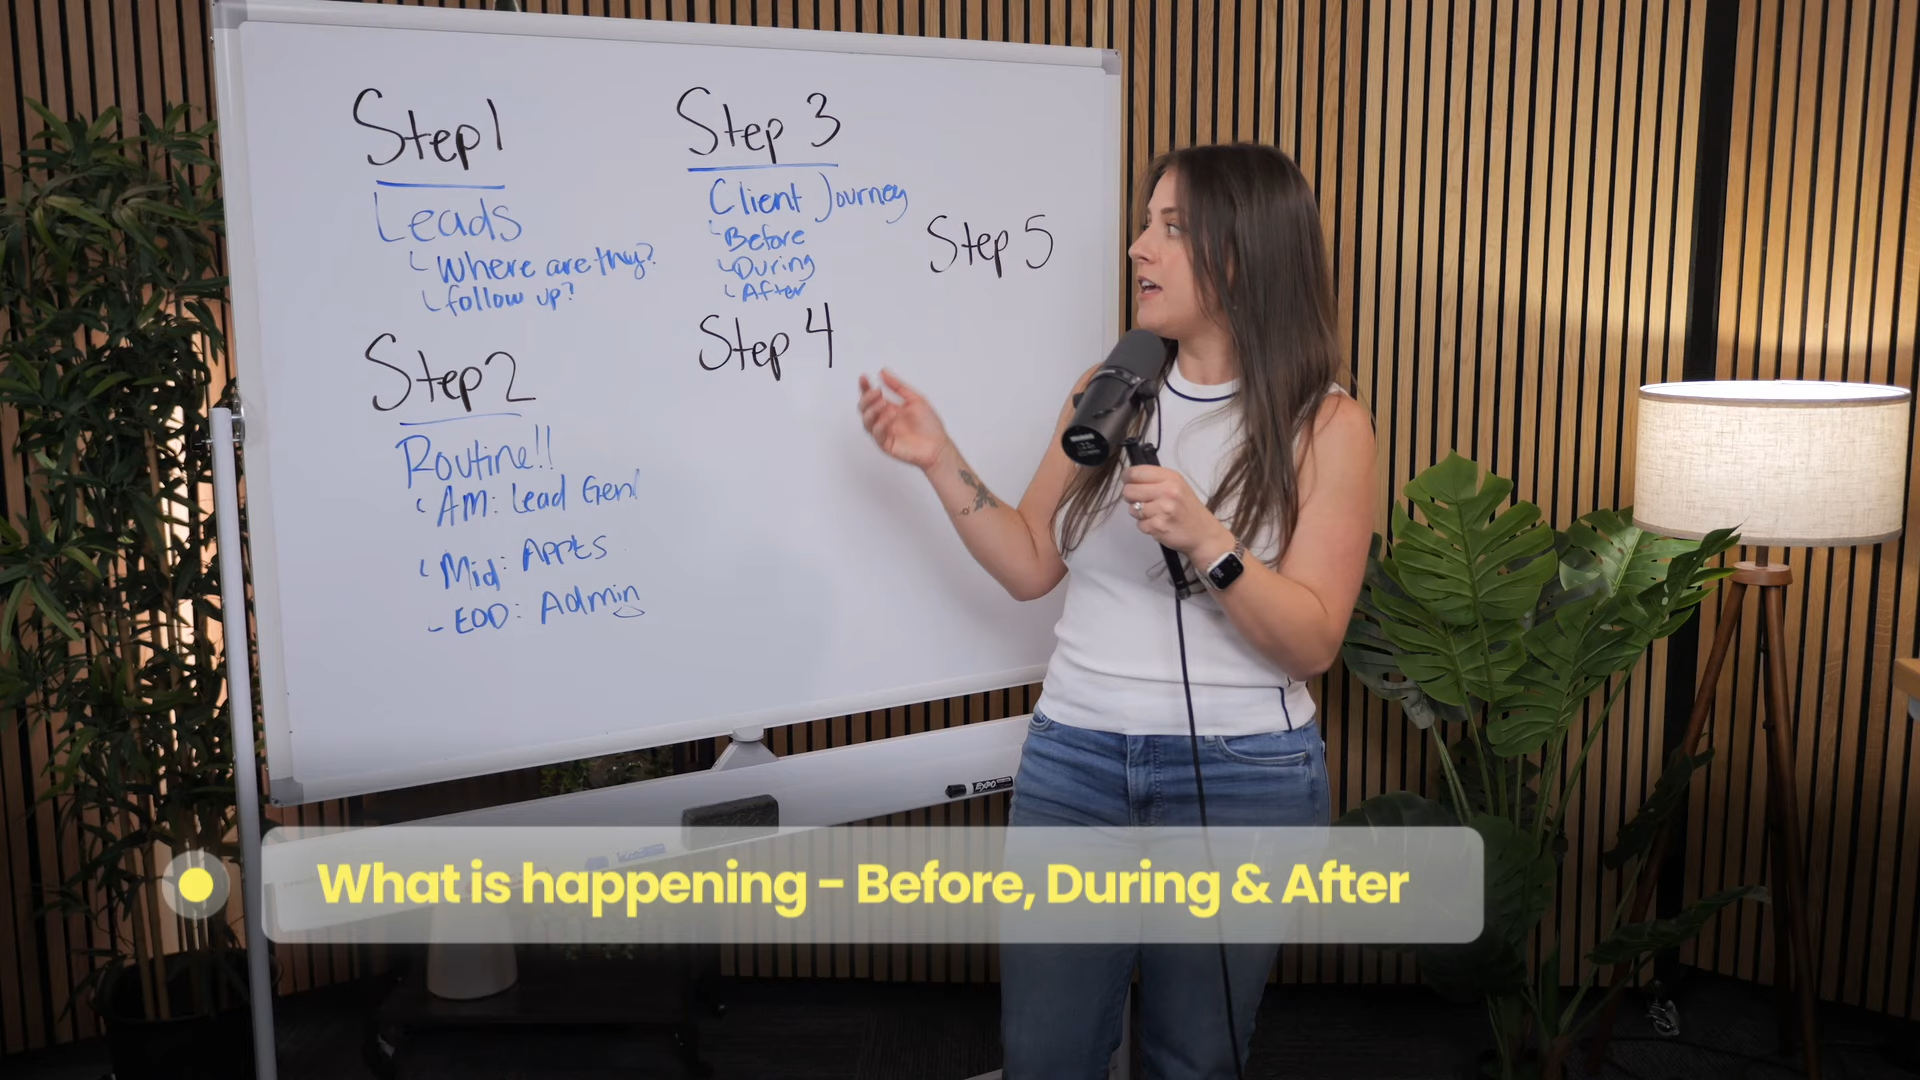 Step 1
Leads
Where are they?
follow up?
Step 2
Routine!!
AM: Lead Gen!
Mid: Appts
EOD: Admin
Step 3
Client Journey
Before
During
After
Step 4
Step 5
EXPO
What is happening - Before, During & After